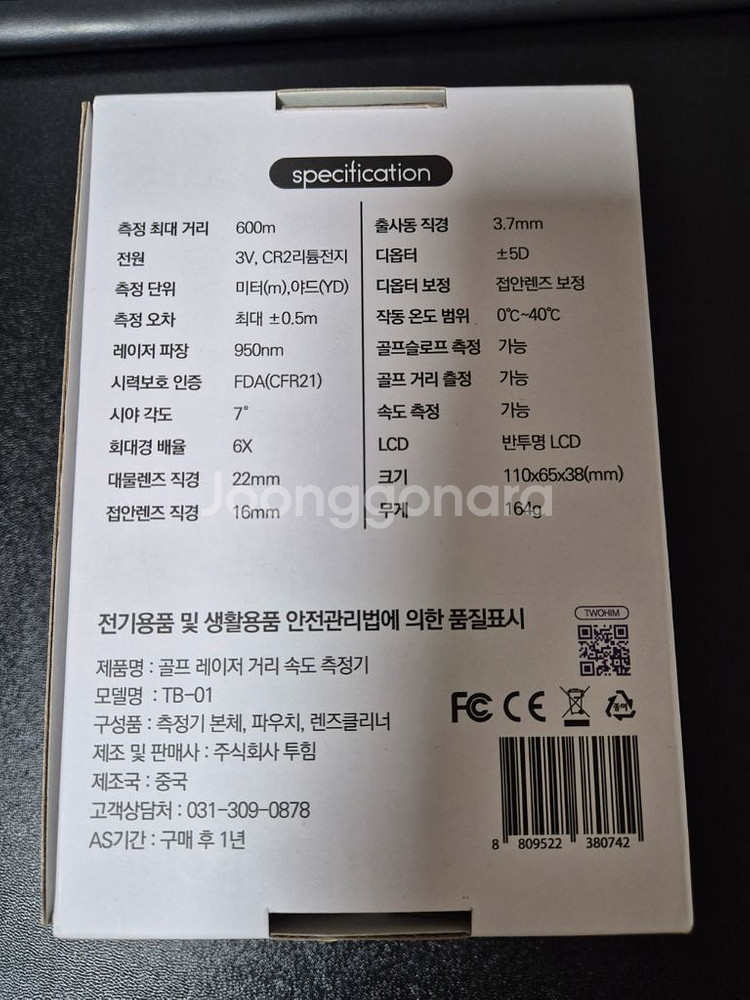 specification
측정 최대 거리 600m
전원 3V, CR2리튬전지
측정 단위 미터(m),야드(YD)
측정 오차 최대 ±0.5m
레이저 파장 950nm
시력보호 인증 FDA(CFR21)
시야 각도 7°
회대경 배율 6X
대물렌즈 직경 22mm
접안렌즈 직경 16mm
출사동 직경 3.7mm
디옵터 ±5D
디옵터 보정 접안렌즈 보정
작동 온도 범위 0℃~40℃
골프슬로프 측정 가능
골프 거리 츨정 가능
속도 측정 가능
LCD 반투명 LCD
크기 110x65x38(mm)
무게 164g
Joonggonara
전기용품 및 생활용품 안전관리법에 의한 품질표시
제품명 : 골프 레이저 거리 속도 측정기
모델명 : TB-01
구성품 : 측정기 본체, 파우치, 렌즈클리너
제조 및 판매사 : 주식회사 투힘
제조국 : 중국
고객상담처 : 031-309-0878
AS기간 : 구매 후 1년
TWOHIM
FC CE 종이
8 809522 380742